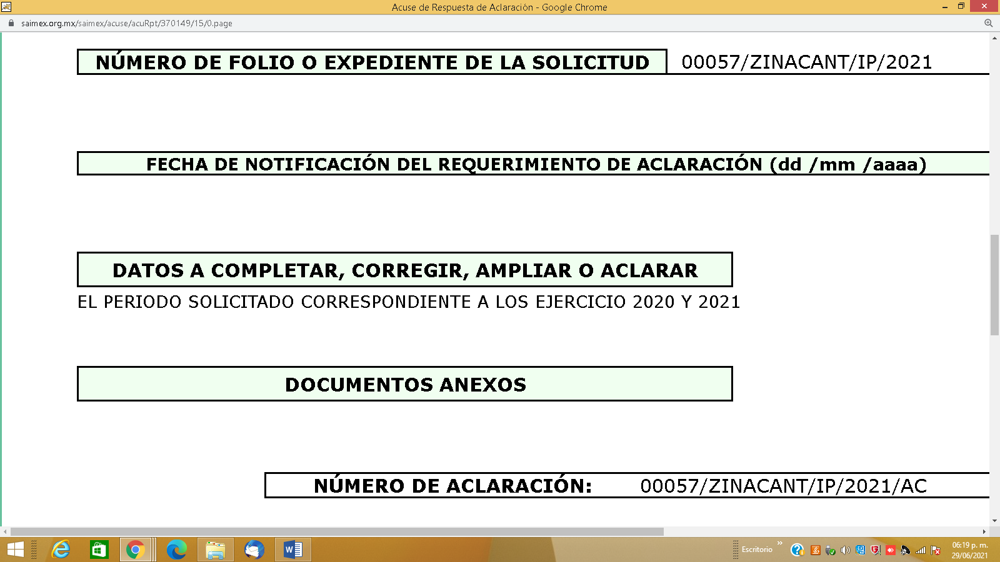 Acuse de Respuesta de Aclaración - Google Chrome
saimex.org.mx/saimex/acuse/acuRpt/370149/15/0.page
NÚMERO DE FOLIO O EXPEDIENTE DE LA SOLICITUD 00057/ZINACANT/IP/2021
FECHA DE NOTIFICACIÓN DEL REQUERIMIENTO DE ACLARACIÓN (dd /mm /aaaa)
DATOS A COMPLETAR, CORREGIR, AMPLIAR O ACLARAR
EL PERIODO SOLICITADO CORRESPONDIENTE A LOS EJERCICIO 2020 Y 2021
DOCUMENTOS ANEXOS
NÚMERO DE ACLARACIÓN: 00057/ZINACANT/IP/2021/AC
Escritorio
06:19 p. m.
29/06/2021